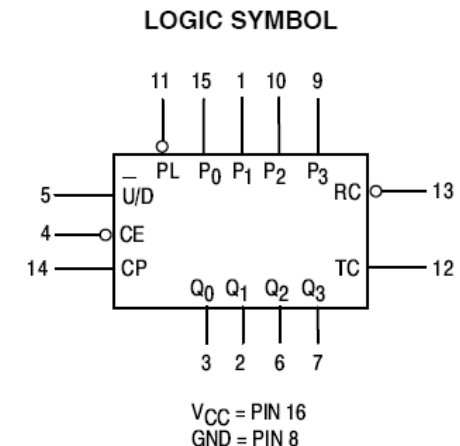 LOGIC SYMBOL
11 15 1 10 9
PL P0 P1 P2 P3
5 U̅/D RC 13
4 CE
14 CP TC 12
Q0 Q1 Q2 Q3
3 2 6 7
VCC = PIN 16
GND = PIN 8